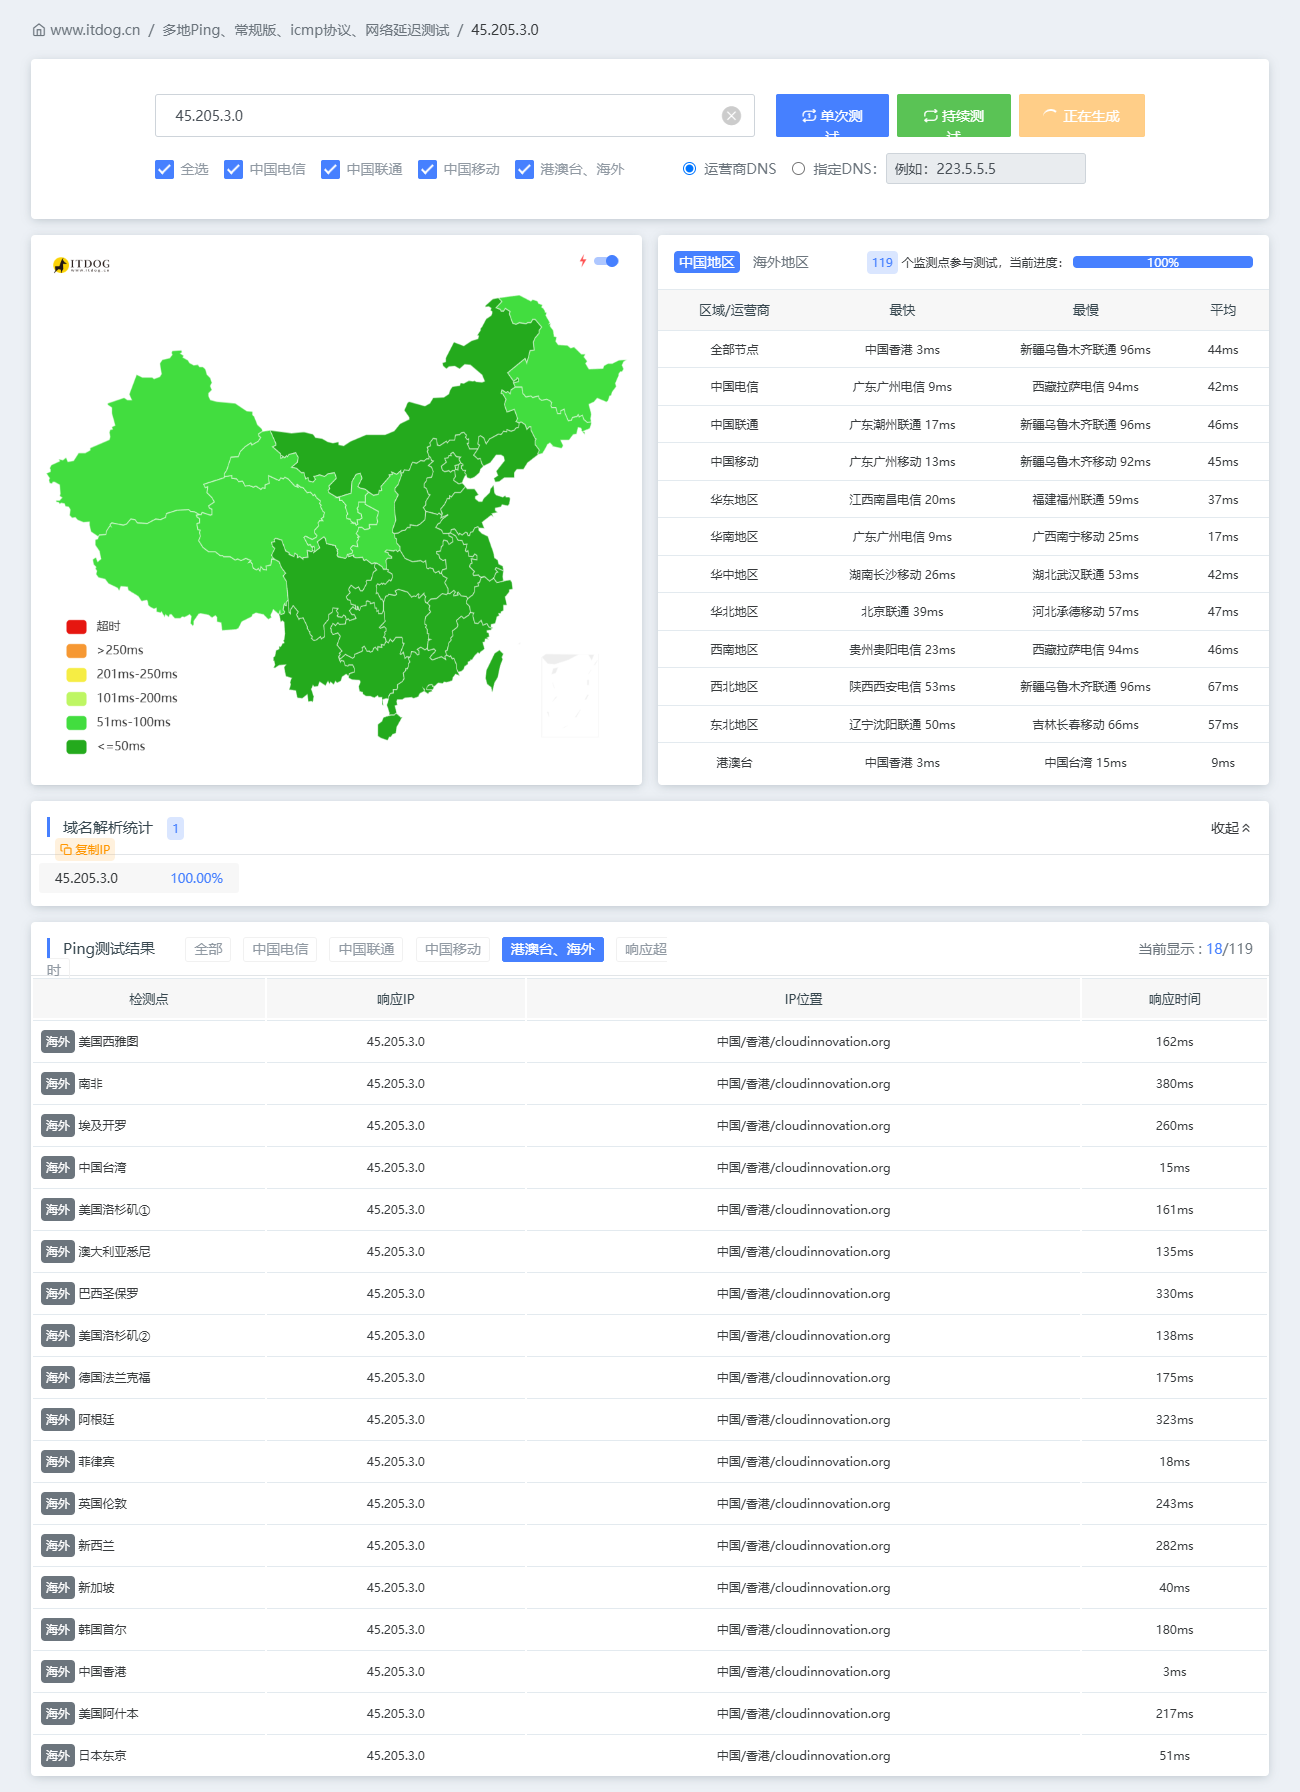 www.itdog.cn / 多地Ping、常规版、icmp协议、网络延迟测试 / 45.205.3.0
45.205.3.0 单次测试 持续测试 正在生成
全选 中国电信 中国联通 中国移动 港澳台、海外 运营商DNS 指定DNS: 例如：223.5.5.5
ITDOG
www.itdog.cn
超时
>250ms
201ms-250ms
101ms-200ms
51ms-100ms
<=50ms
中国地区 海外地区 119 个监测点参与测试，当前进度： 100%
区域/运营商 最快 最慢 平均
全部节点 中国香港 3ms 新疆乌鲁木齐联通 96ms 44ms
中国电信 广东广州电信 9ms 西藏拉萨电信 94ms 42ms
中国联通 广东潮州联通 17ms 新疆乌鲁木齐联通 96ms 46ms
中国移动 广东广州移动 13ms 新疆乌鲁木齐移动 92ms 45ms
华东地区 江西南昌电信 20ms 福建福州联通 59ms 37ms
华南地区 广东广州电信 9ms 广西南宁移动 25ms 17ms
华中地区 湖南长沙移动 26ms 湖北武汉联通 53ms 42ms
华北地区 北京联通 39ms 河北承德移动 57ms 47ms
西南地区 贵州贵阳电信 23ms 西藏拉萨电信 94ms 46ms
西北地区 陕西西安电信 53ms 新疆乌鲁木齐联通 96ms 67ms
东北地区 辽宁沈阳联通 50ms 吉林长春移动 66ms 57ms
港澳台 中国香港 3ms 中国台湾 15ms 9ms
域名解析统计 1 收起
复制IP
45.205.3.0 100.00%
Ping测试结果 全部 中国电信 中国联通 中国移动 港澳台、海外 响应超时 当前显示 : 18/119
检测点 响应IP IP位置 响应时间
海外 美国西雅图 45.205.3.0 中国/香港/cloudinnovation.org 162ms
海外 南非 45.205.3.0 中国/香港/cloudinnovation.org 380ms
海外 埃及开罗 45.205.3.0 中国/香港/cloudinnovation.org 260ms
海外 中国台湾 45.205.3.0 中国/香港/cloudinnovation.org 15ms
海外 美国洛杉矶① 45.205.3.0 中国/香港/cloudinnovation.org 161ms
海外 澳大利亚悉尼 45.205.3.0 中国/香港/cloudinnovation.org 135ms
海外 巴西圣保罗 45.205.3.0 中国/香港/cloudinnovation.org 330ms
海外 美国洛杉矶② 45.205.3.0 中国/香港/cloudinnovation.org 138ms
海外 德国法兰克福 45.205.3.0 中国/香港/cloudinnovation.org 175ms
海外 阿根廷 45.205.3.0 中国/香港/cloudinnovation.org 323ms
海外 菲律宾 45.205.3.0 中国/香港/cloudinnovation.org 18ms
海外 英国伦敦 45.205.3.0 中国/香港/cloudinnovation.org 243ms
海外 新西兰 45.205.3.0 中国/香港/cloudinnovation.org 282ms
海外 新加坡 45.205.3.0 中国/香港/cloudinnovation.org 40ms
海外 韩国首尔 45.205.3.0 中国/香港/cloudinnovation.org 180ms
海外 中国香港 45.205.3.0 中国/香港/cloudinnovation.org 3ms
海外 美国阿什本 45.205.3.0 中国/香港/cloudinnovation.org 217ms
海外 日本东京 45.205.3.0 中国/香港/cloudinnovation.org 51ms